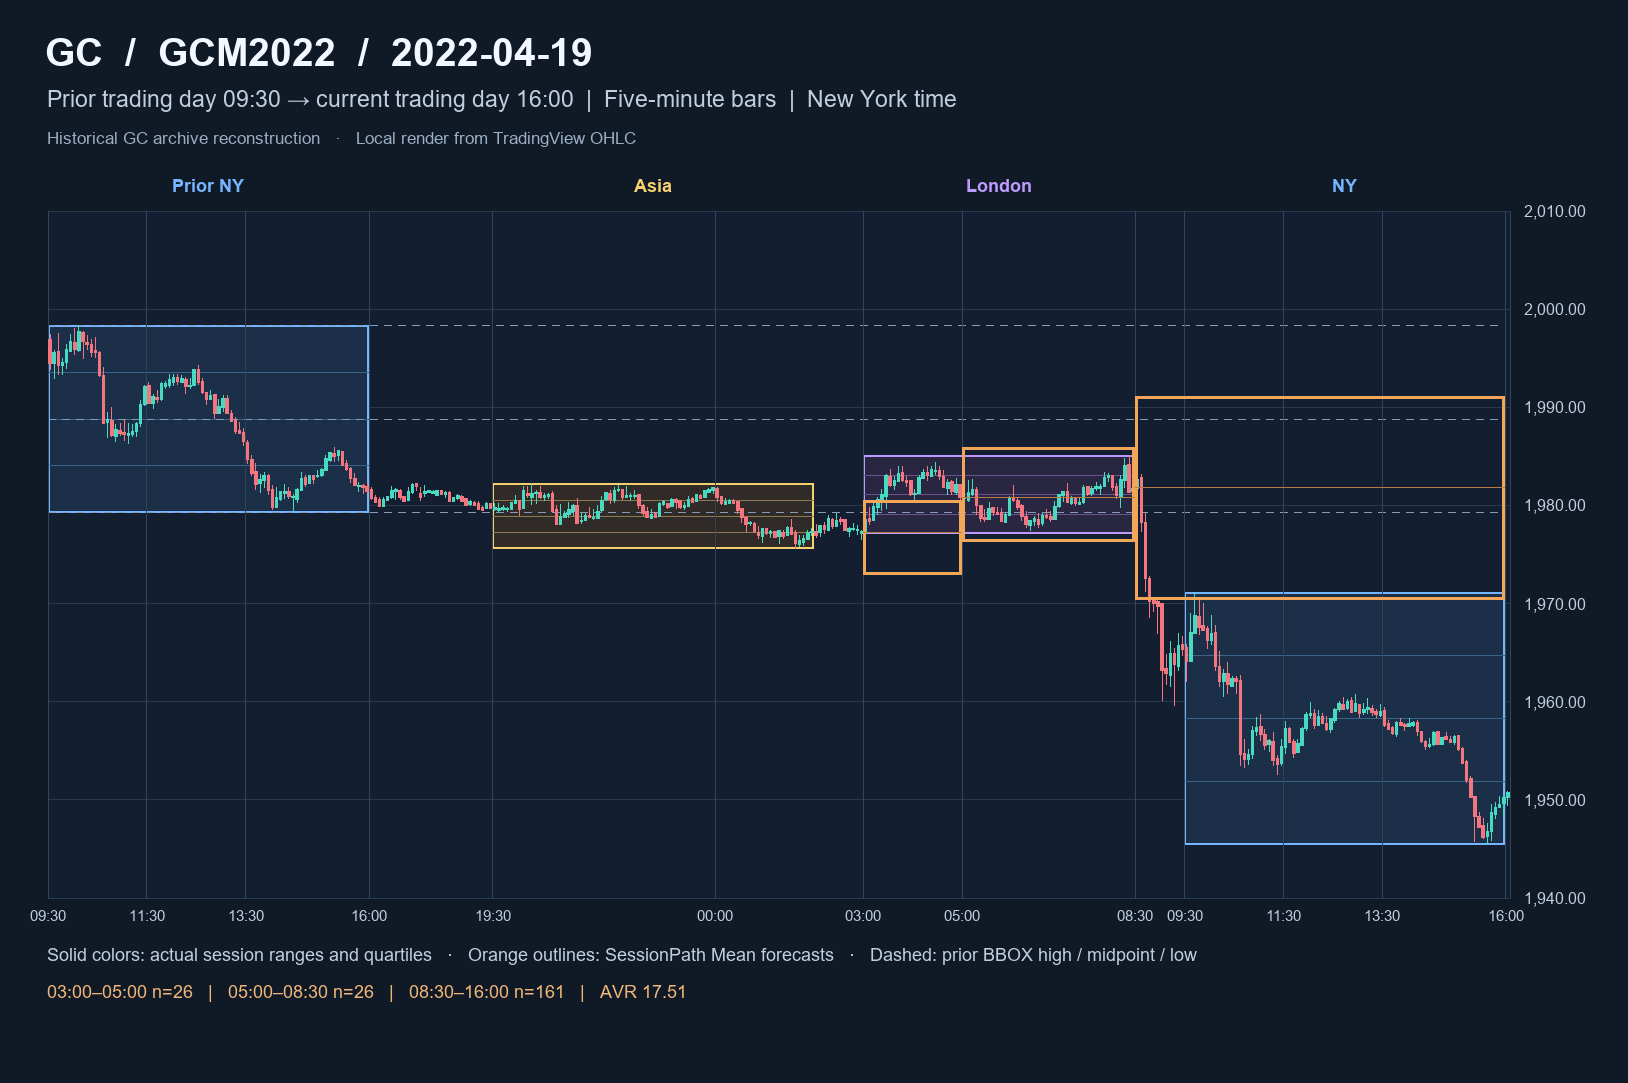 GC / GCM2022 / 2022-04-19
Prior trading day 09:30 → current trading day 16:00 | Five-minute bars | New York time
Historical GC archive reconstruction · Local render from TradingView OHLC
Prior NY Asia London NY
2,010.00
2,000.00
1,990.00
1,980.00
1,970.00
1,960.00
1,950.00
1,940.00
09:30 11:30 13:30 16:00 19:30 00:00 03:00 05:00 08:30 09:30 11:30 13:30 16:00
Solid colors: actual session ranges and quartiles · Orange outlines: SessionPath Mean forecasts · Dashed: prior BBOX high / midpoint / low
03:00–05:00 n=26 | 05:00–08:30 n=26 | 08:30–16:00 n=161 | AVR 17.51